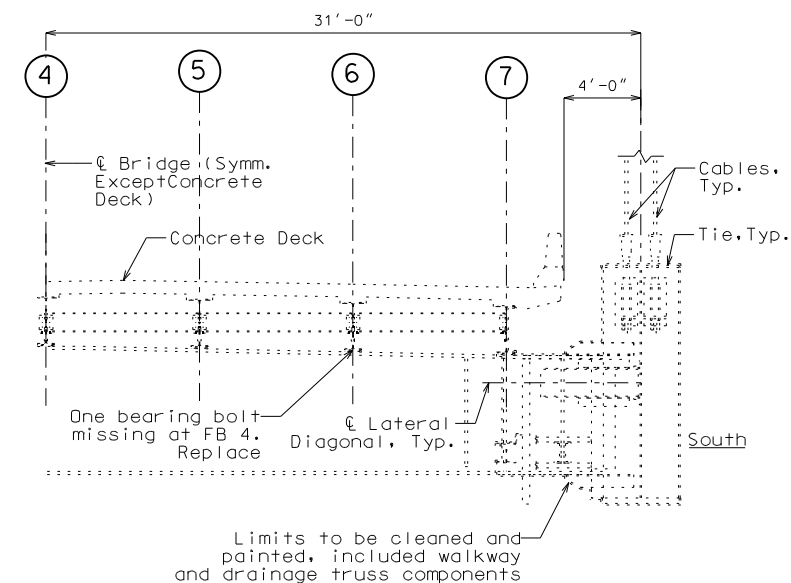 31'-0"
4 5 6 7
4'-0"
℄ Bridge (Symm.
ExceptConcrete
Deck)
Cables,
Typ.
Concrete Deck
Tie,Typ.
One bearing bolt
missing at FB 4.
Replace
℄ Lateral
Diagonal, Typ.
South
Limits to be cleaned and
painted, included walkway
and drainage truss components